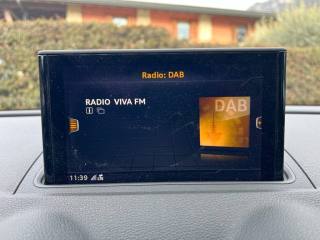 Radio: DAB
RADIO VIVA FM
DAB
11:39